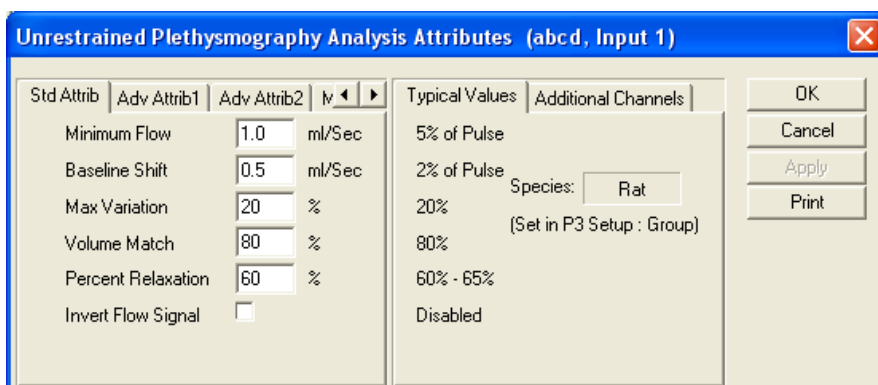 Unrestrained Plethysmography Analysis Attributes (abcd, Input 1)
Std Attrib Adv Attrib1 Adv Attrib2
Minimum Flow 1.0 ml/Sec
Baseline Shift 0.5 ml/Sec
Max Variation 20 %
Volume Match 80 %
Percent Relaxation 60 %
Invert Flow Signal
Typical Values Additional Channels
5% of Pulse
2% of Pulse
Species: Rat
20%
(Set in P3 Setup : Group)
80%
60% - 65%
Disabled
OK
Cancel
Apply
Print